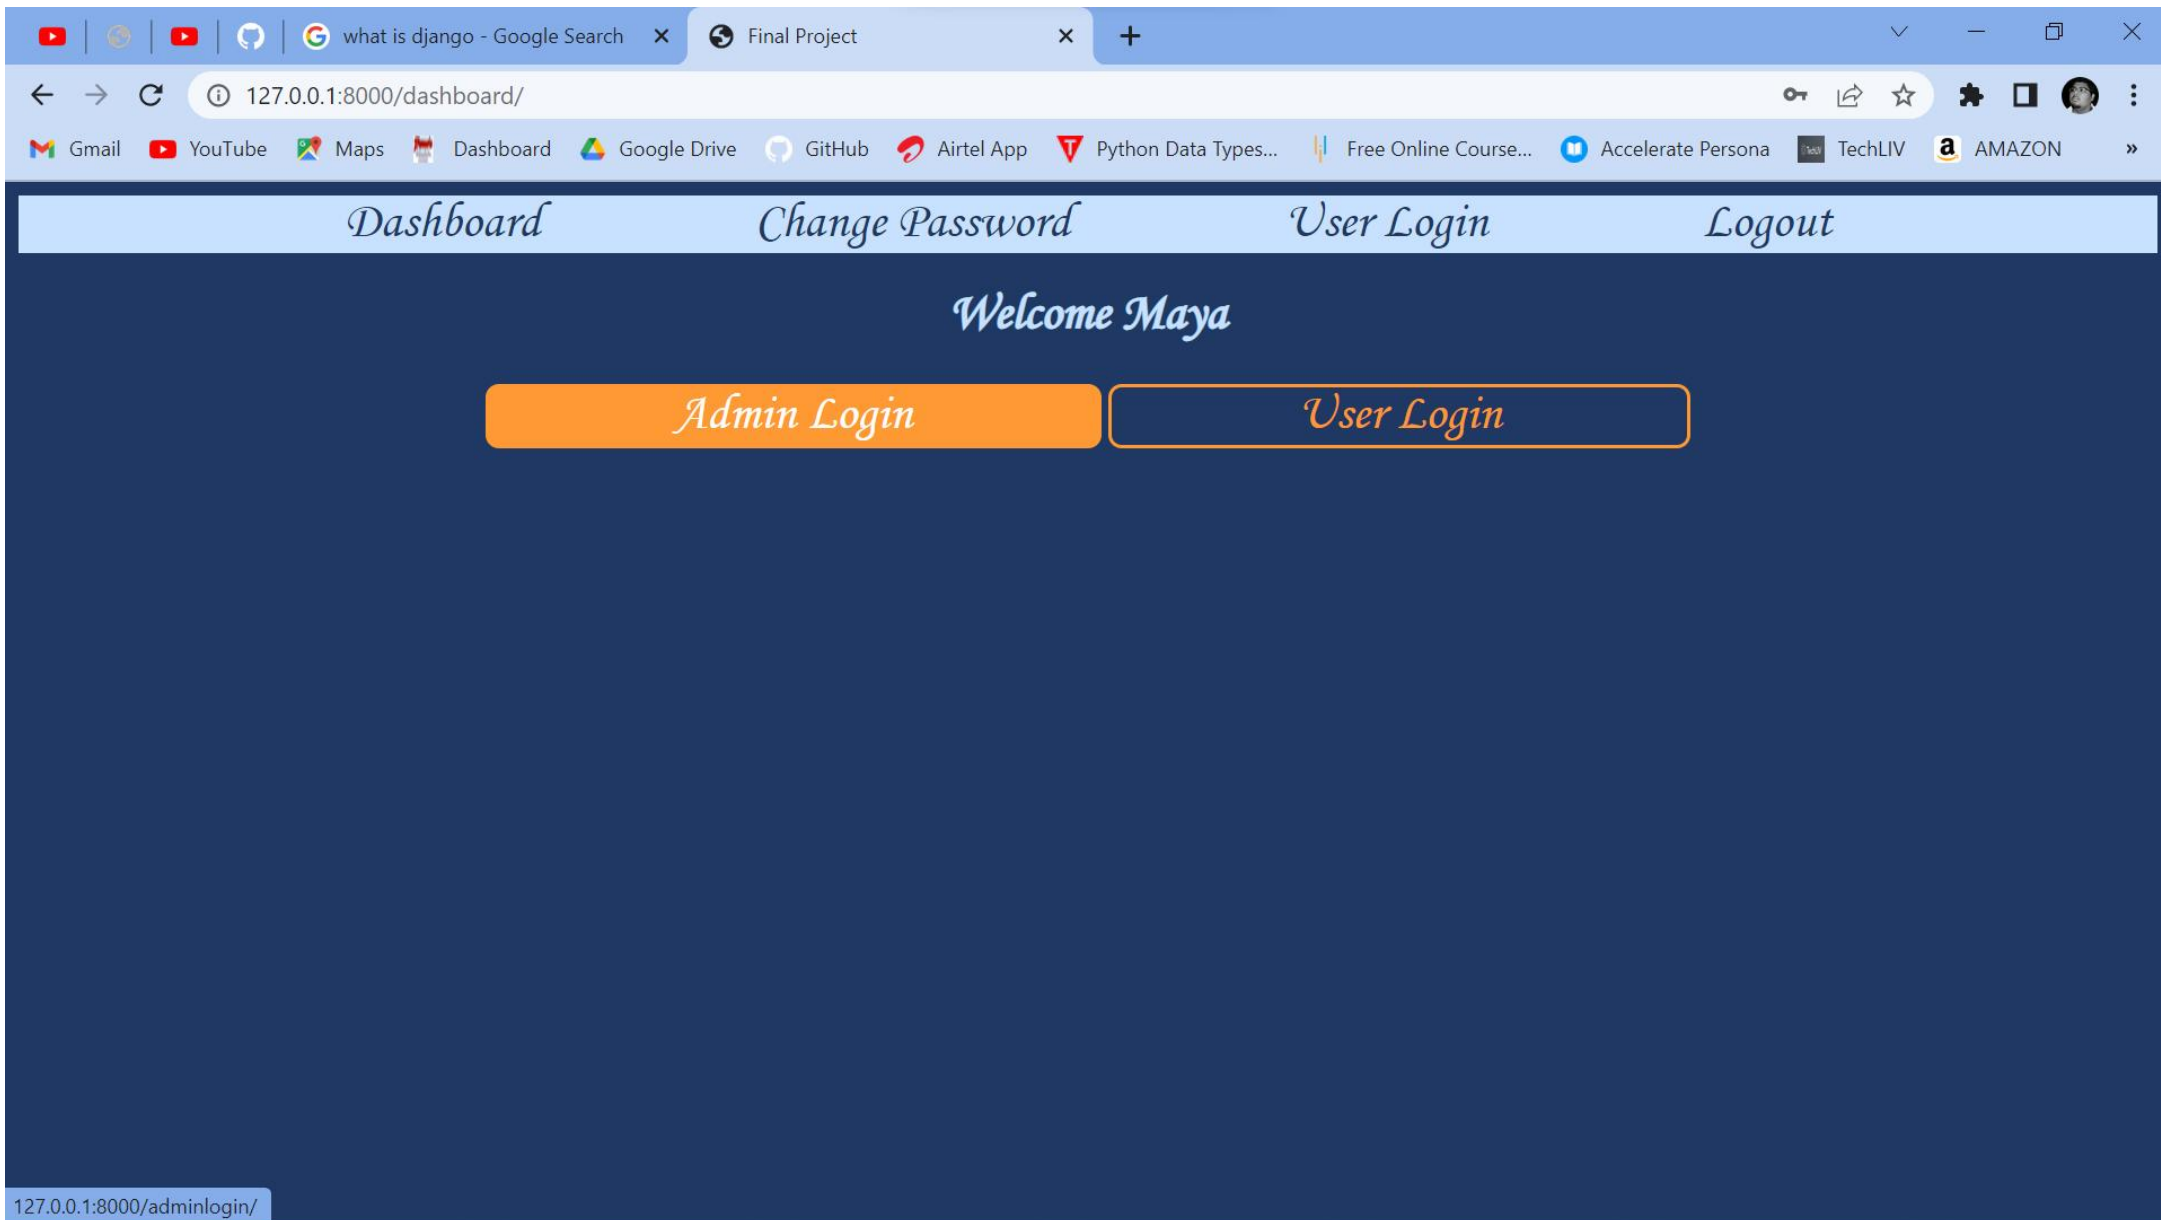 what is django - Google Search
Final Project
127.0.0.1:8000/dashboard/
Gmail YouTube Maps Dashboard Google Drive GitHub Airtel App Python Data Types... Free Online Course... Accelerate Persona TechLIV AMAZON »
Dashboard Change Password User Login Logout
Welcome Maya
Admin Login User Login
127.0.0.1:8000/adminlogin/